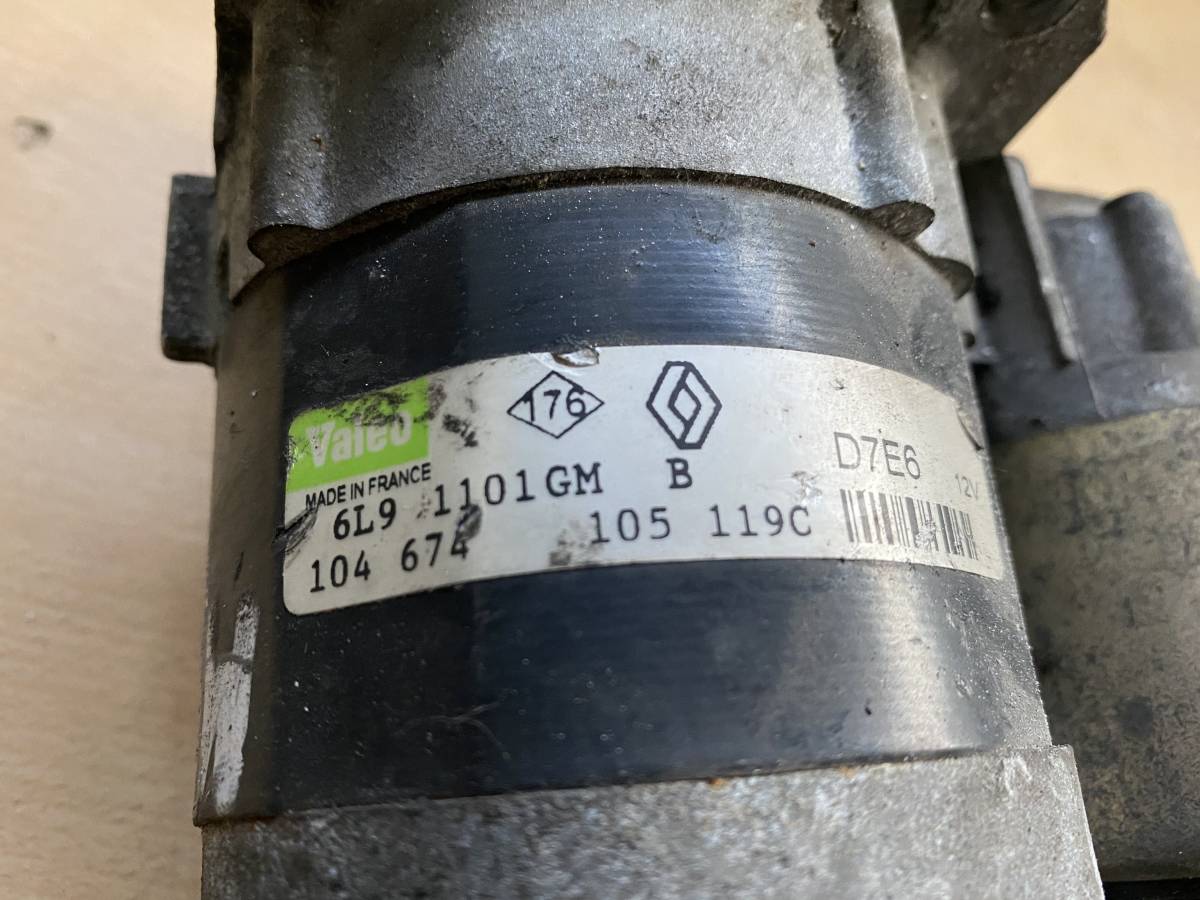 Valeo
176
MADE IN FRANCE
D7E6
12V
6L9 1101GM B
104 674 105 119C